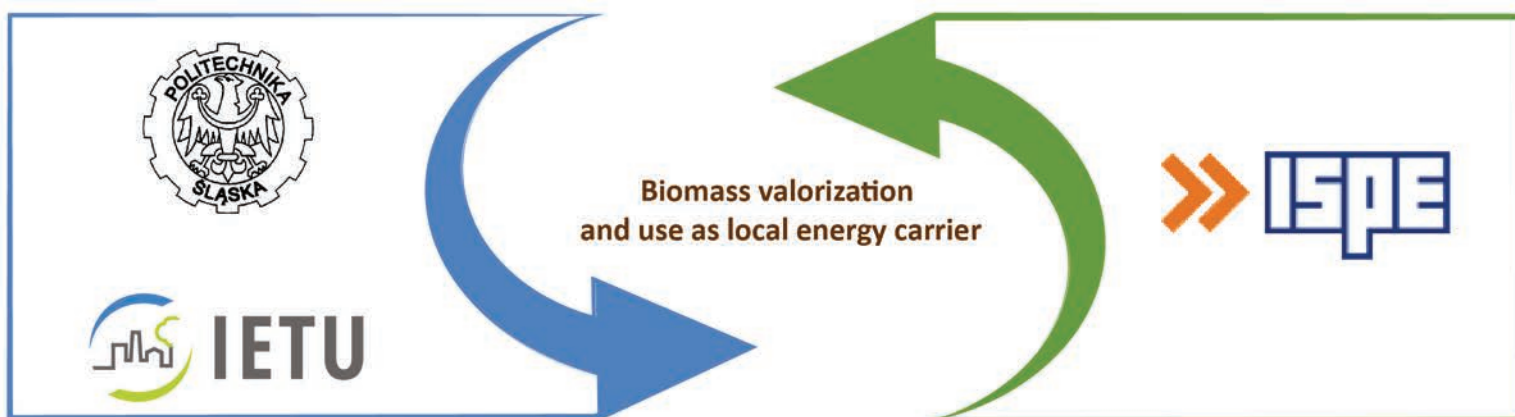 POLITECHNIKA
ŚLĄSKA
IETU
Biomass valorization
and use as local energy carrier
ISPE